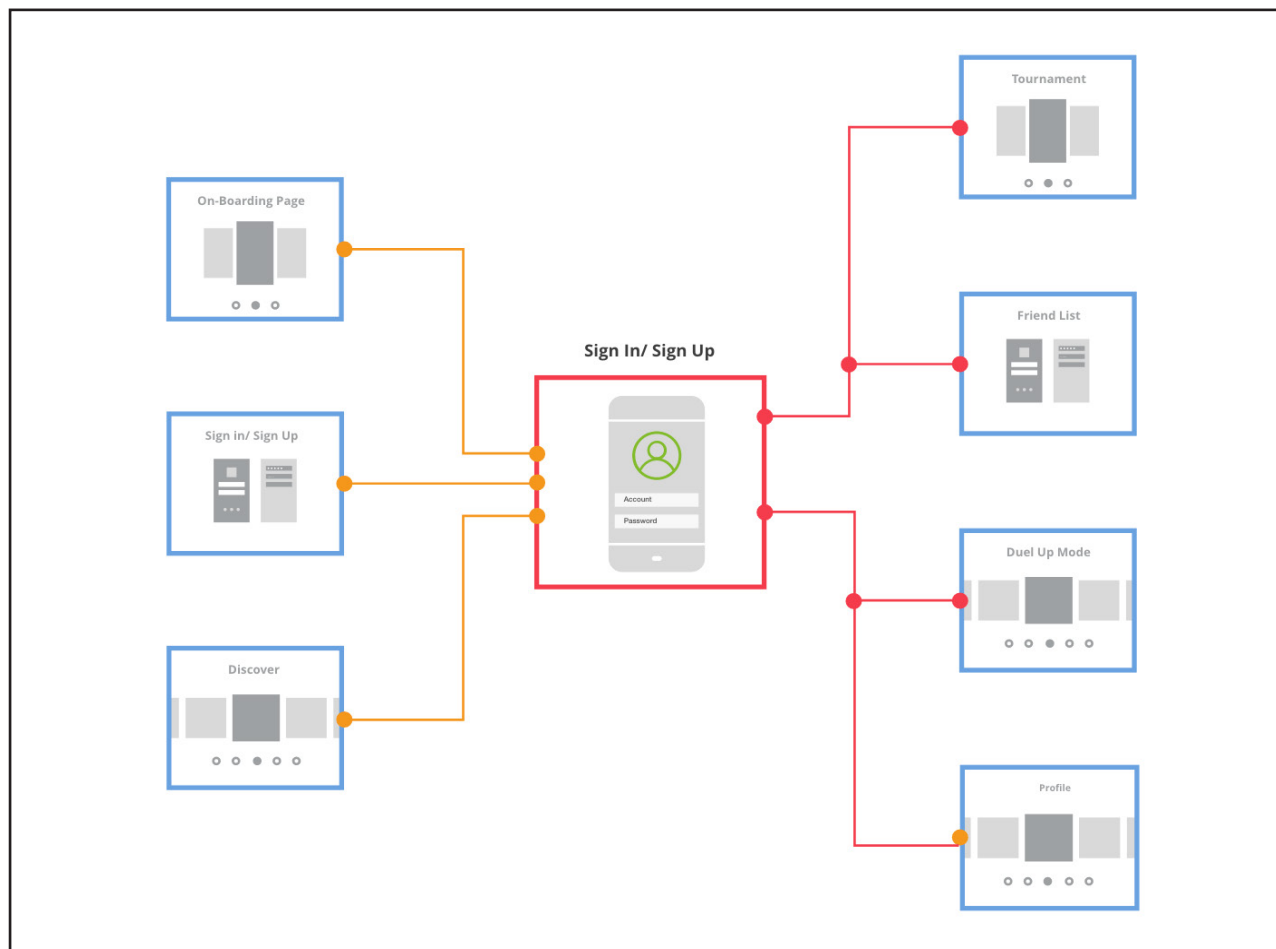 Tournament
On-Boarding Page
Friend List
Sign In/ Sign Up
Sign in/ Sign Up
Account
Password
Duel Up Mode
Discover
Profile